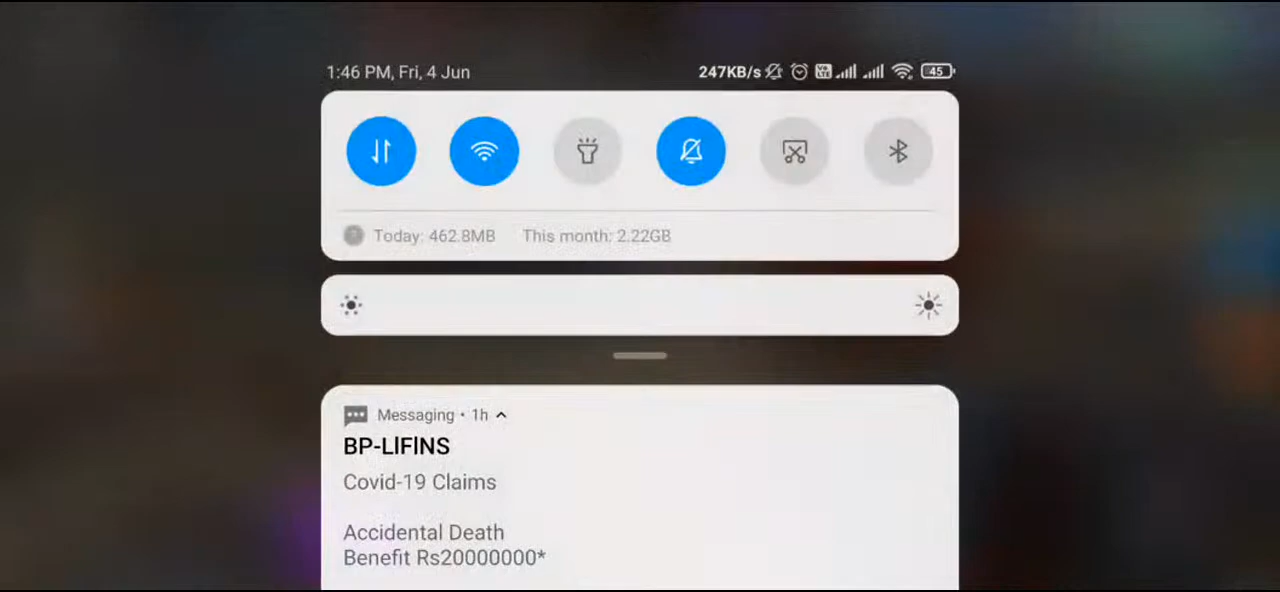 1:46 PM, Fri, 4 Jun
247KB/s 45
Today: 462.8MB This month: 2.22GB
Messaging • 1h
BP-LIFINS
Covid-19 Claims
Accidental Death
Benefit Rs20000000*